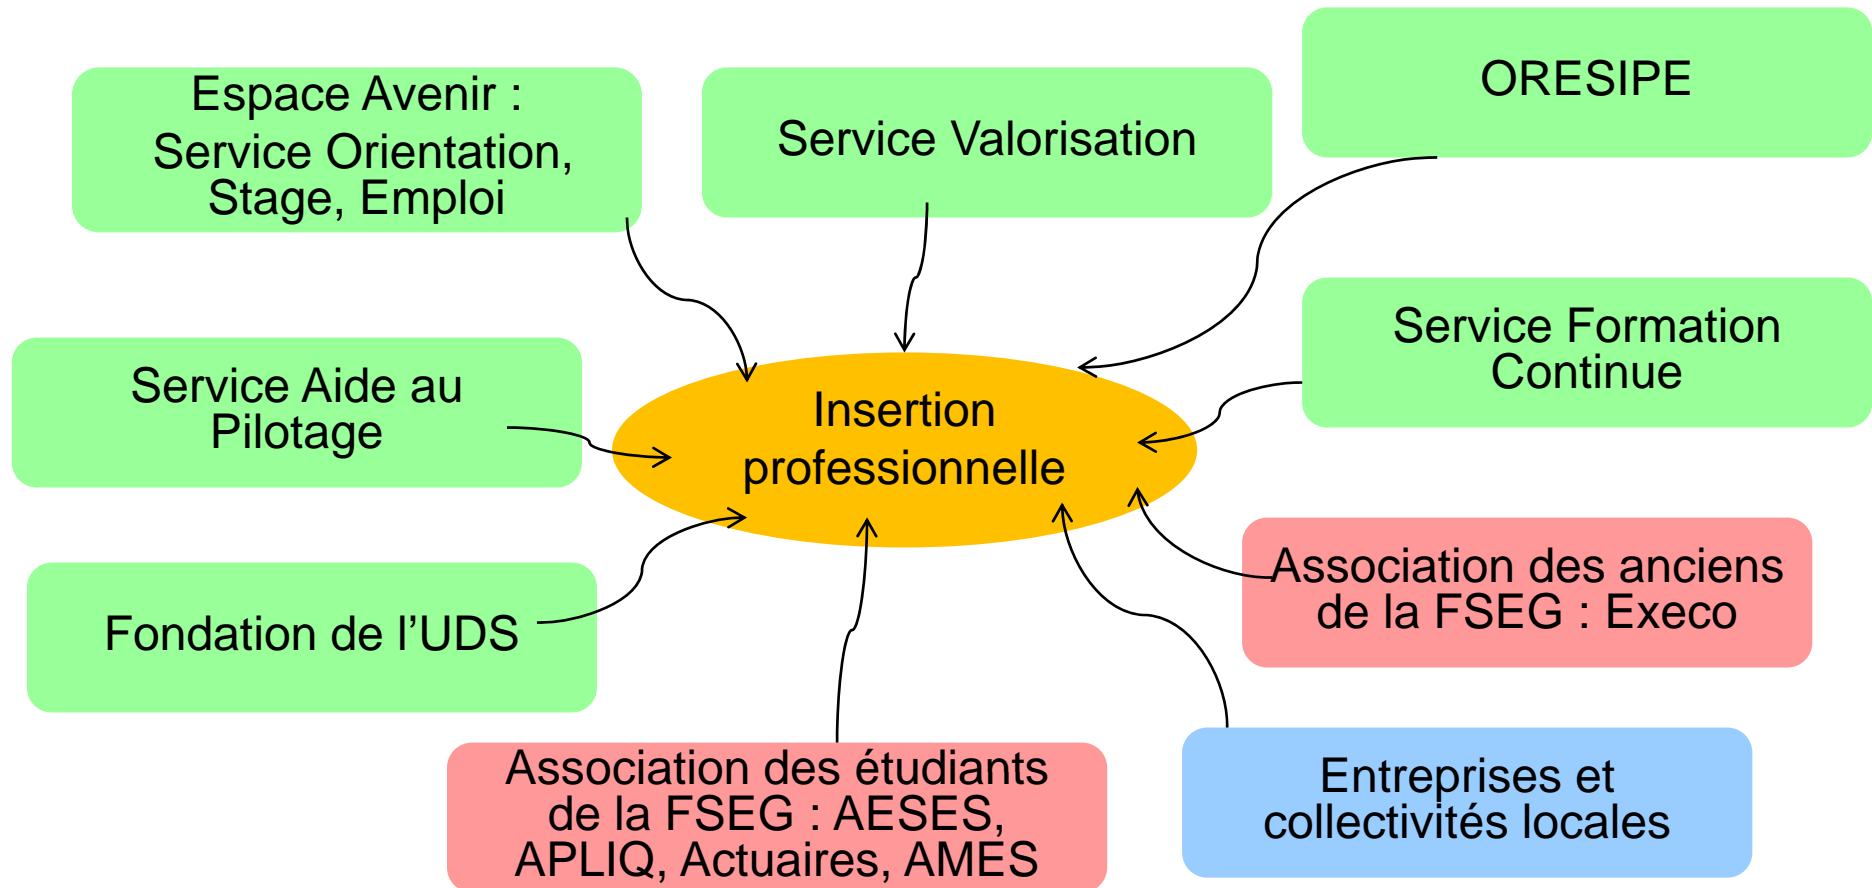 Espace Avenir :
Service Orientation,
Stage, Emploi
Service Valorisation
ORESIPE
Service Formation
Continue
Service Aide au
Pilotage
Insertion
professionnelle
Association des anciens
de la FSEG : Execo
Fondation de l’UDS
Association des étudiants
de la FSEG : AESES,
APLIQ, Actuaires, AMES
Entreprises et
collectivités locales